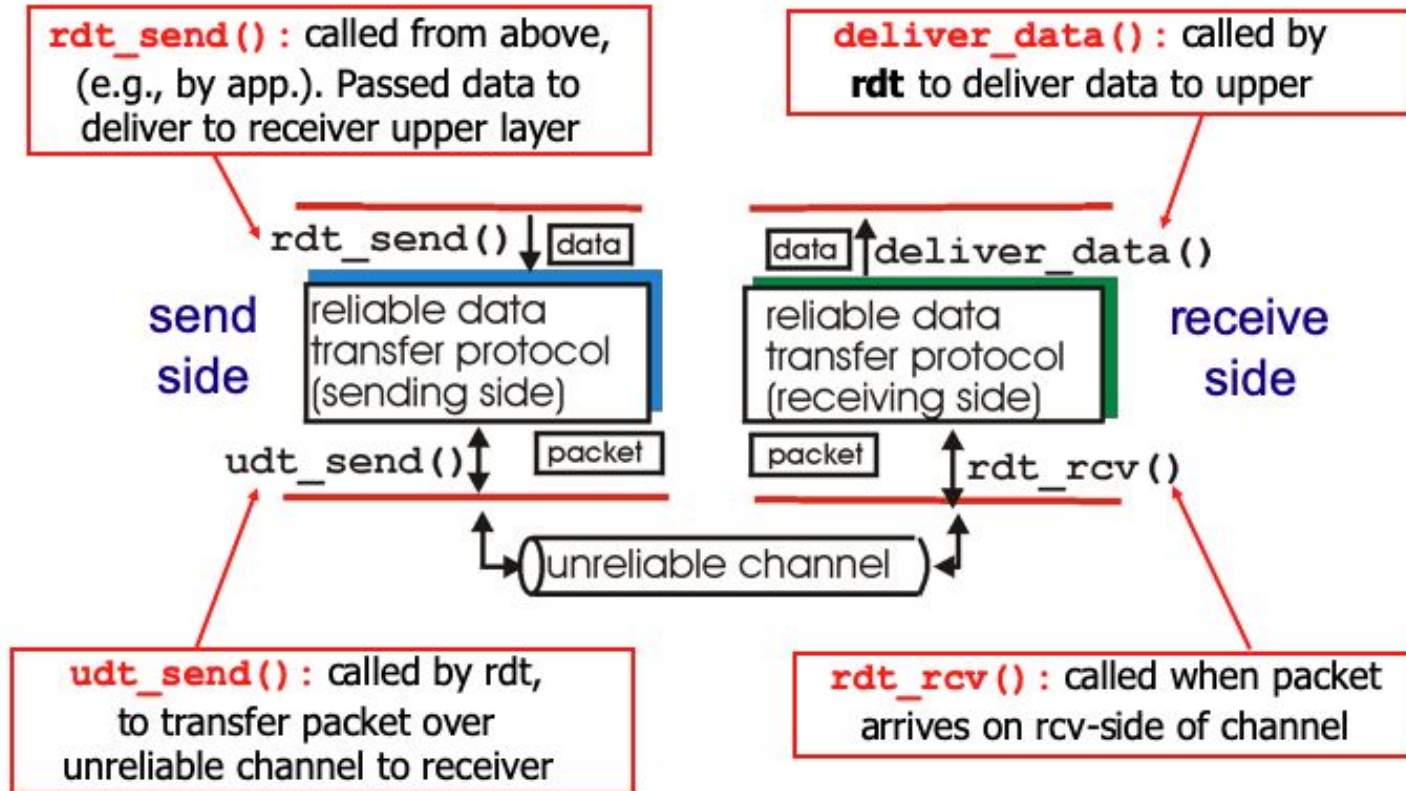 rdt_send(): called from above,
(e.g., by app.). Passed data to
deliver to receiver upper layer
deliver_data(): called by
rdt to deliver data to upper
rdt_send()
data
data
deliver_data()
send
side
reliable data
transfer protocol
(sending side)
reliable data
transfer protocol
(receiving side)
receive
side
udt_send()
packet
packet
rdt_rcv()
unreliable channel
udt_send(): called by rdt,
to transfer packet over
unreliable channel to receiver
rdt_rcv(): called when packet
arrives on rcv-side of channel